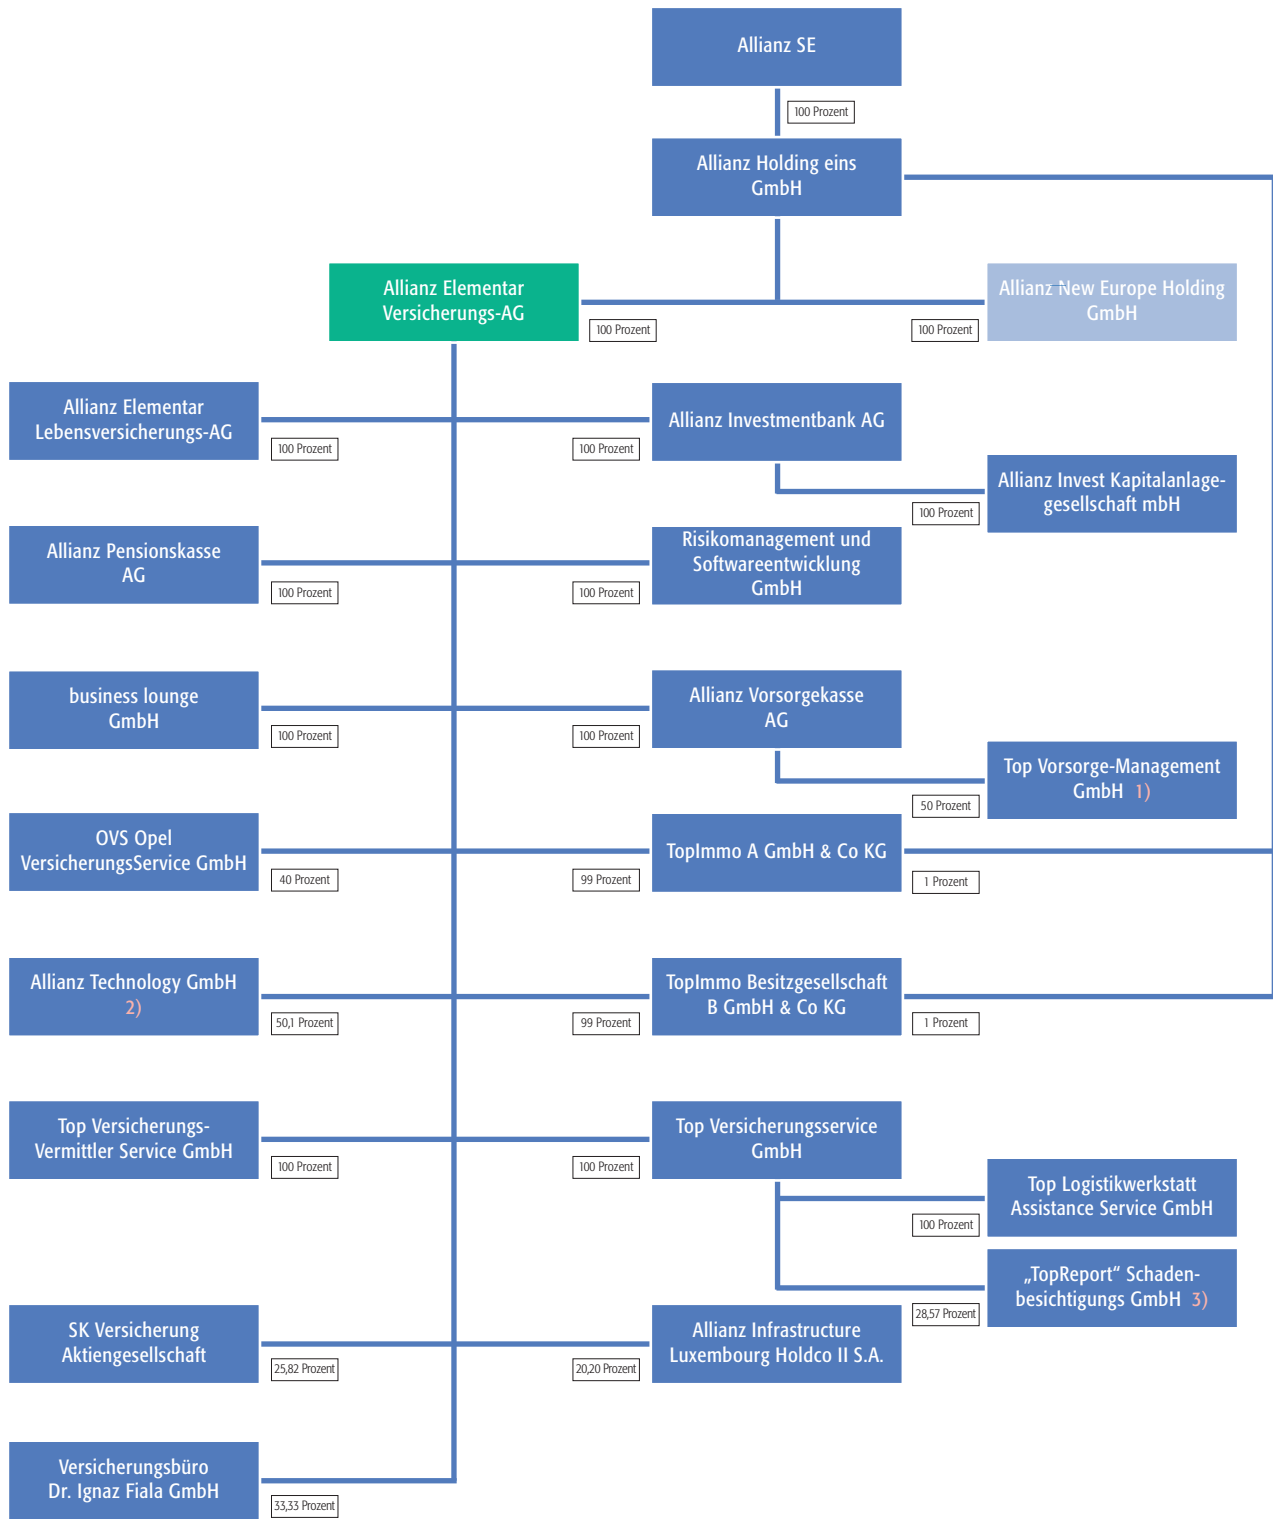 Allianz SE
100 Prozent
Allianz Holding eins
GmbH
Allianz Elementar
Versicherungs-AG
100 Prozent
100 Prozent
Allianz New Europe Holding
GmbH
Allianz Elementar
Lebensversicherungs-AG
100 Prozent
100 Prozent
Allianz Investmentbank AG
100 Prozent
Allianz Invest Kapitalanlage-
gesellschaft mbH
Allianz Pensionskasse
AG
100 Prozent
100 Prozent
Risikomanagement und
Softwareentwicklung
GmbH
business lounge
GmbH
100 Prozent
100 Prozent
Allianz Vorsorgekasse
AG
50 Prozent
Top Vorsorge-Management
GmbH 1)
OVS Opel
VersicherungsService GmbH
40 Prozent
99 Prozent
TopImmo A GmbH & Co KG
1 Prozent
Allianz Technology GmbH
2)
50,1 Prozent
99 Prozent
TopImmo Besitzgesellschaft
B GmbH & Co KG
1 Prozent
Top Versicherungs-
Vermittler Service GmbH
100 Prozent
100 Prozent
Top Versicherungsservice
GmbH
100 Prozent
Top Logistikwerkstatt
Assistance Service GmbH
28,57 Prozent
„TopReport“ Schaden-
besichtigungs GmbH 3)
SK Versicherung
Aktiengesellschaft
25,82 Prozent
20,20 Prozent
Allianz Infrastructure
Luxembourg Holdco II S.A.
Versicherungsbüro
Dr. Ignaz Fiala GmbH
33,33 Prozent